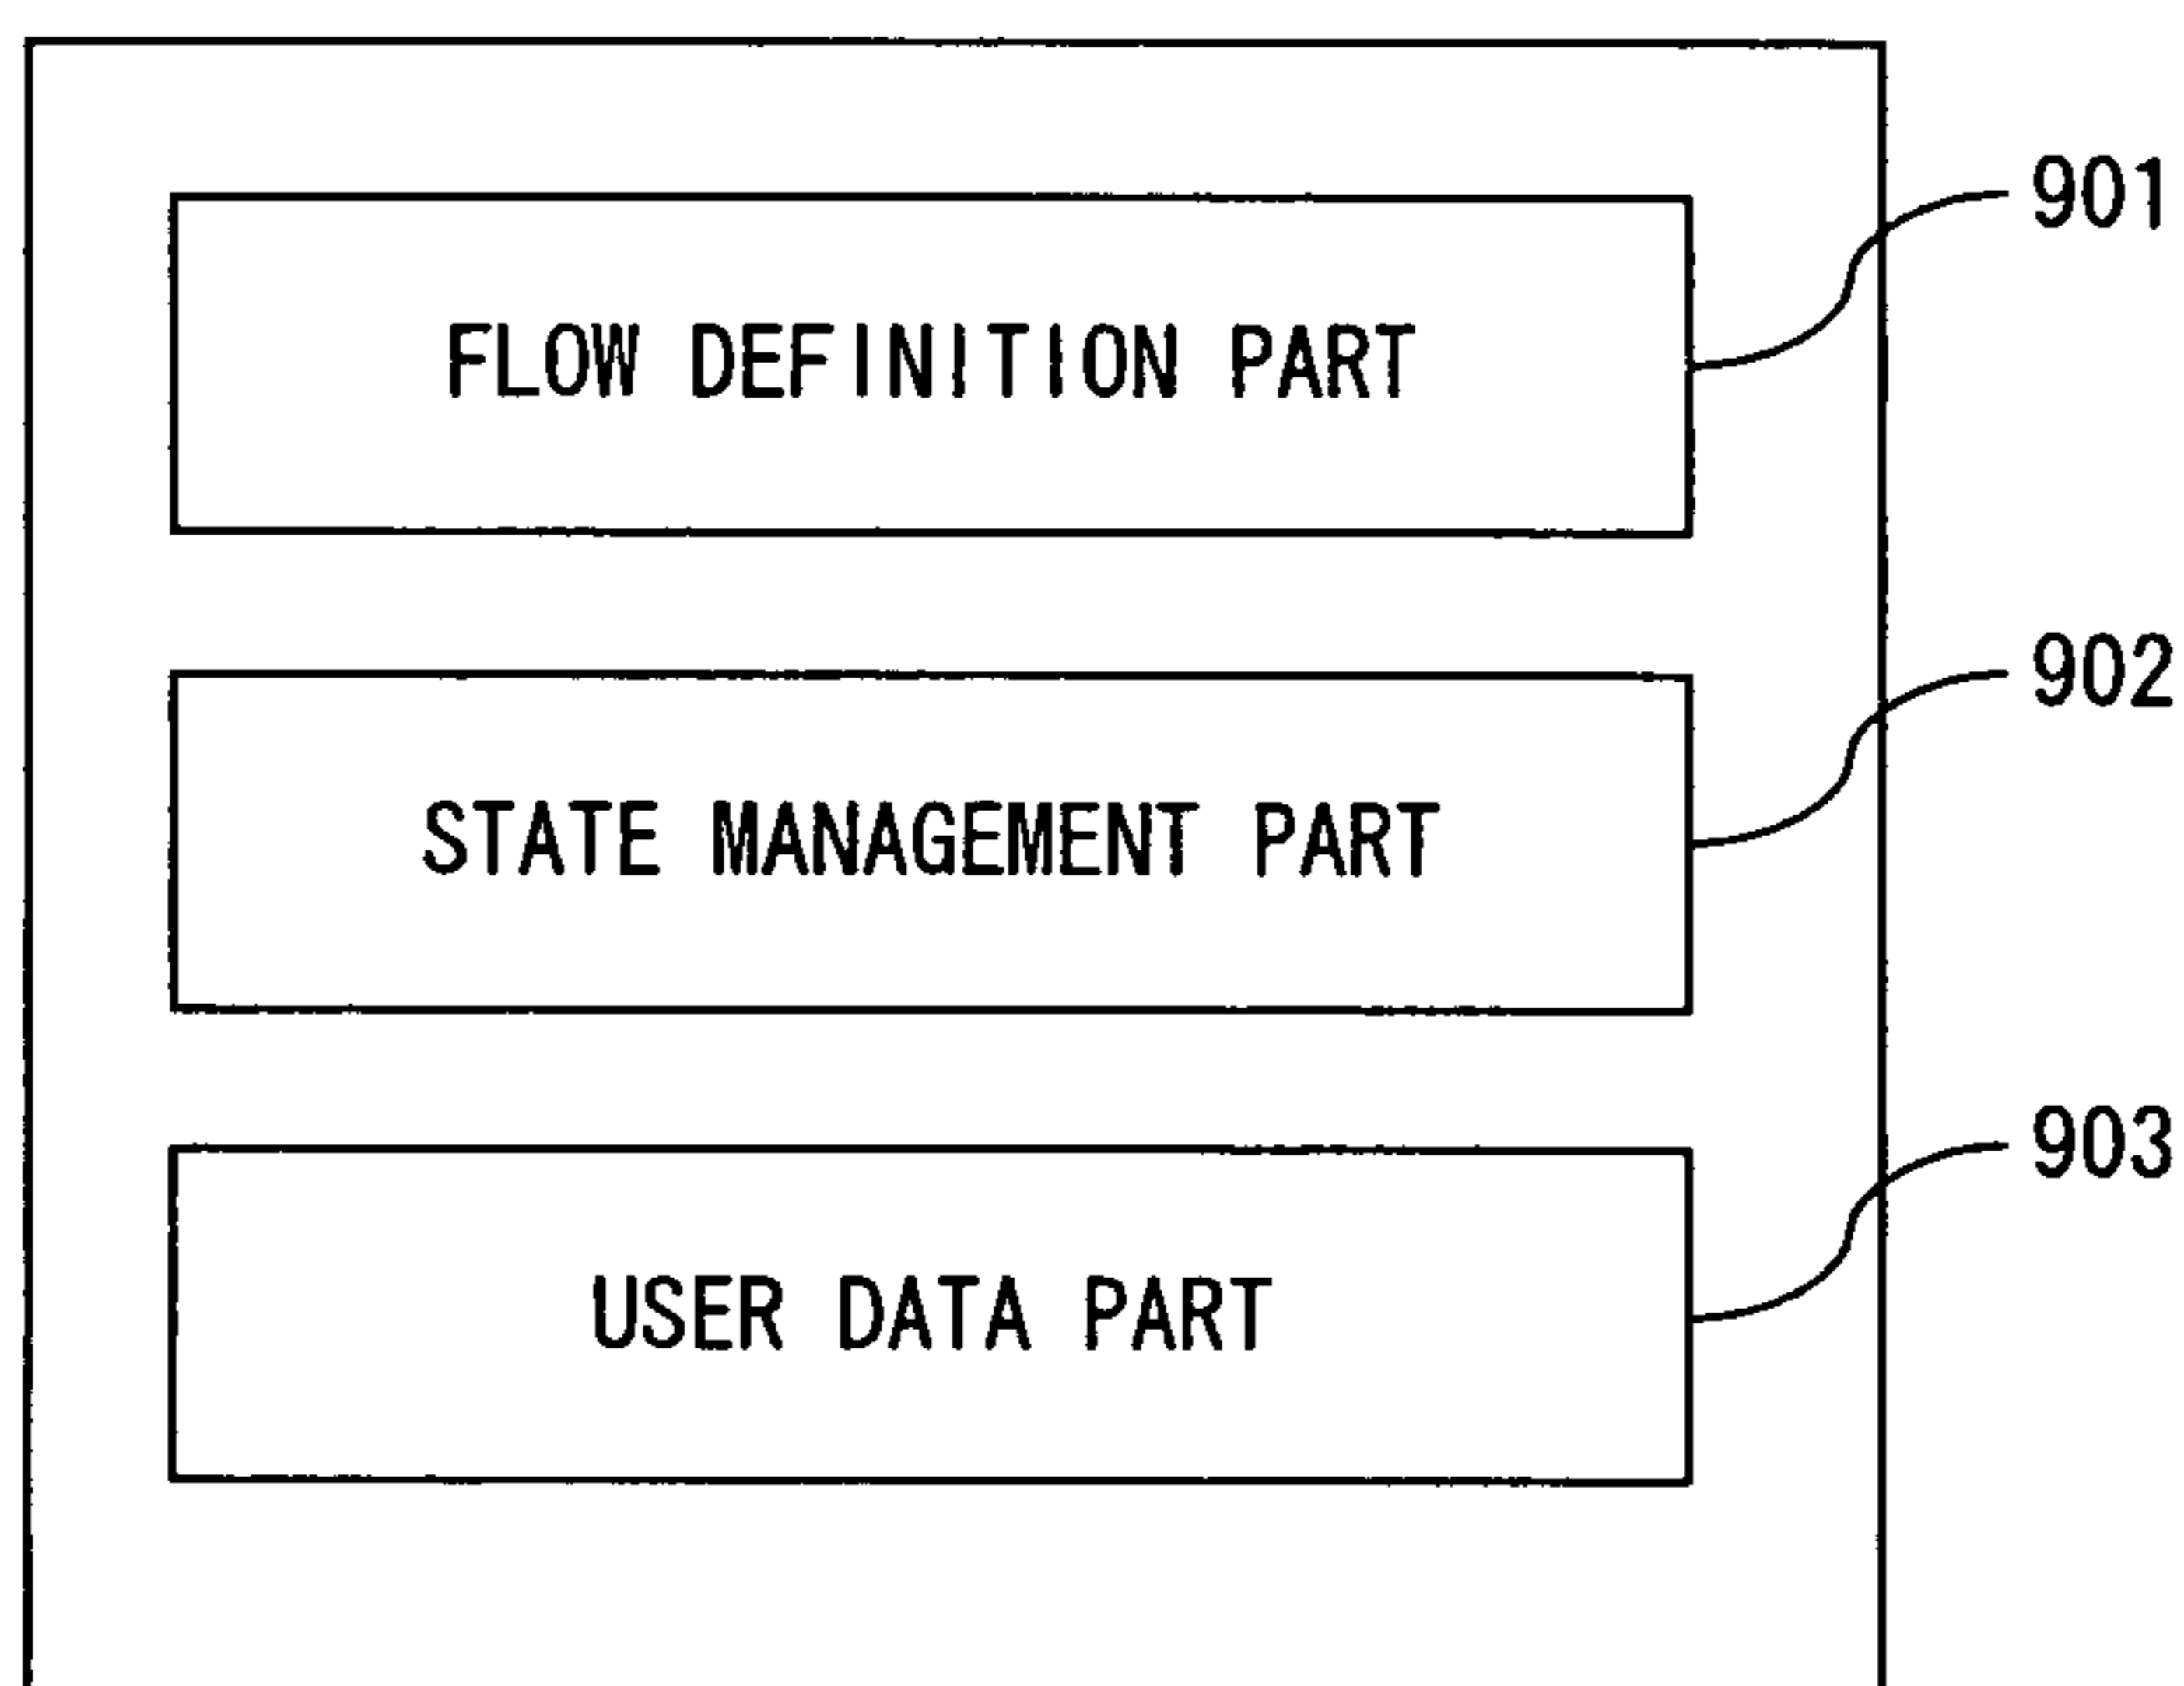 901
FLOW DEFINITION PART
902
STATE MANAGEMENT PART
903
USER DATA PART